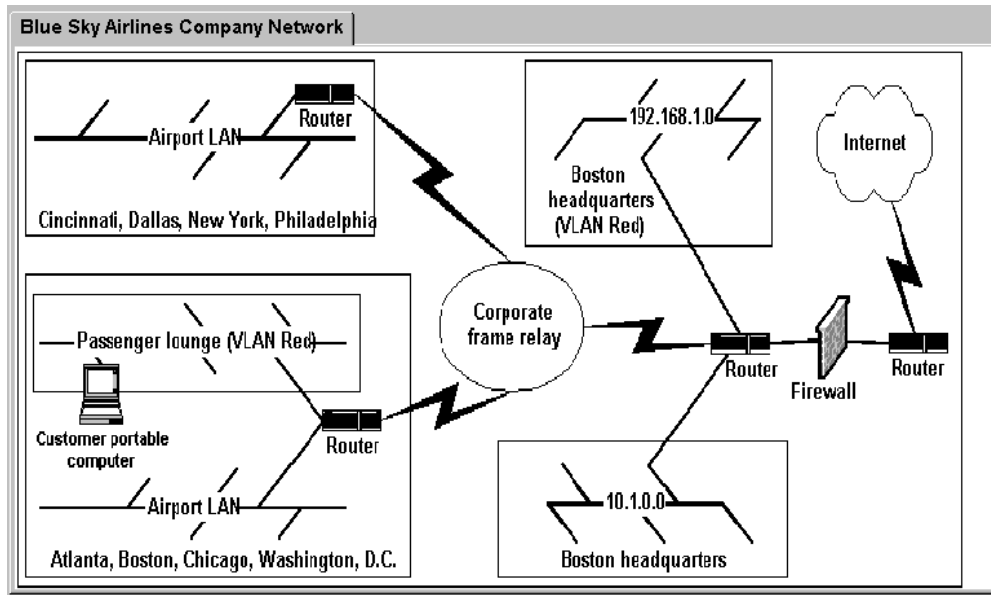 Blue Sky Airlines Company Network
Router
Airport LAN
Cincinnati, Dallas, New York, Philadelphia
192.168.1.0
Boston
headquarters
(VLAN Red)
Internet
Corporate
frame relay
Passenger lounge (VLAN Red)
Customer portable
computer
Router
Airport LAN
Atlanta, Boston, Chicago, Washington, D.C.
Router
Firewall
Router
10.1.0.0
Boston headquarters